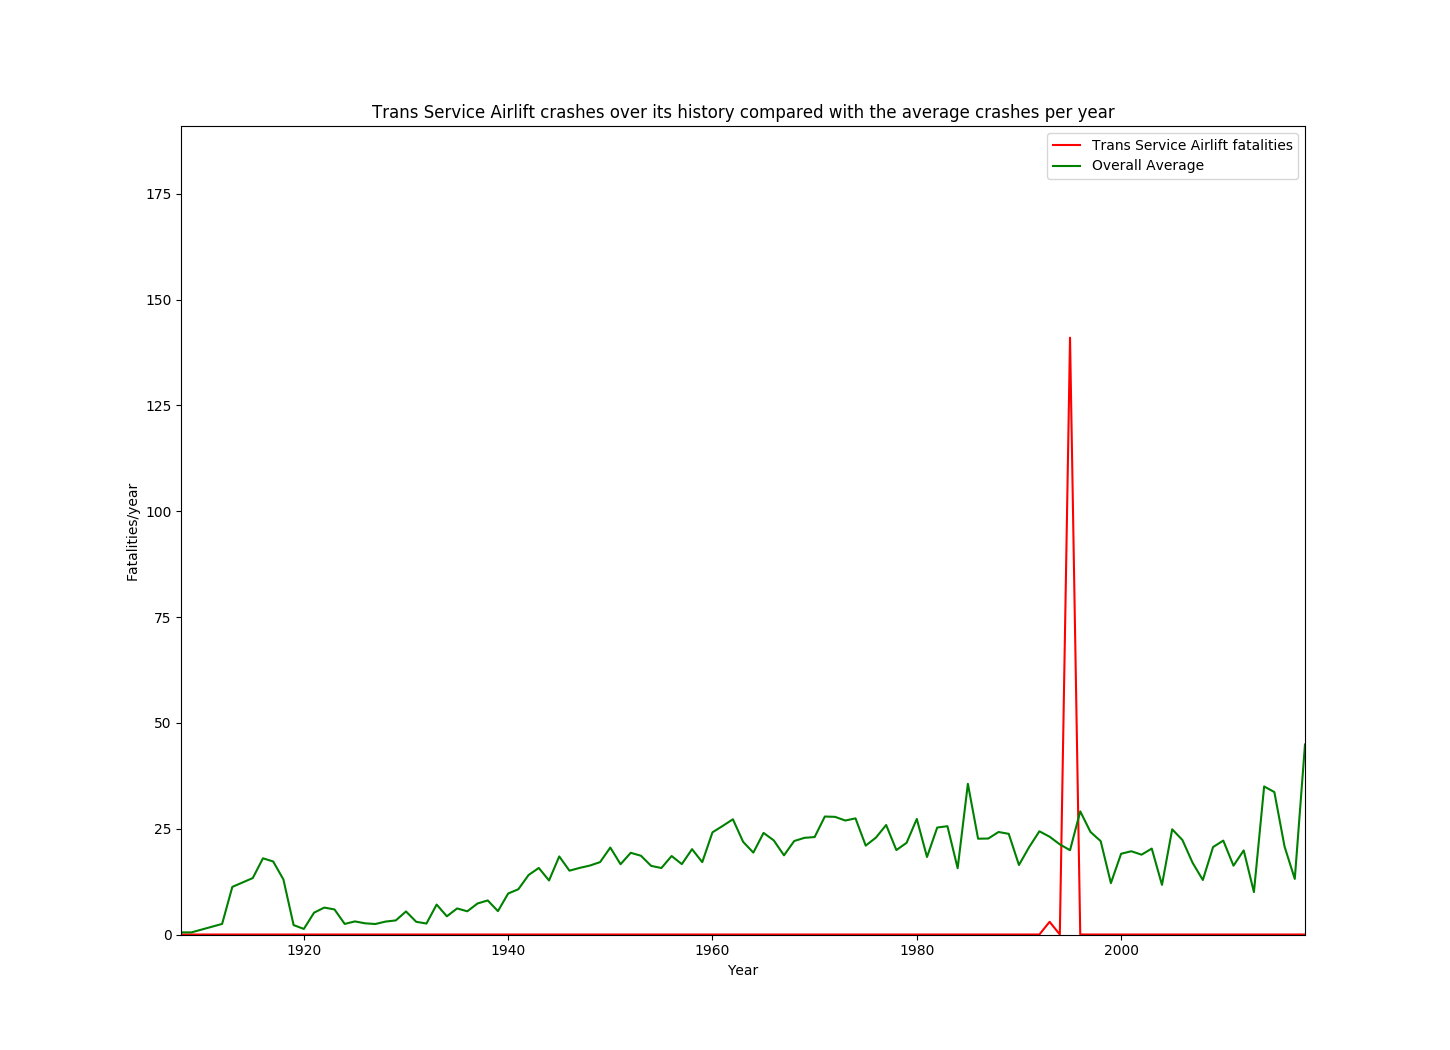 Trans Service Airlift crashes over its history compared with the average crashes per year
Trans Service Airlift fatalities
Overall Average
175
150
125
100
75
50
25
0
Fatalities/year
1920
1940
1960
1980
2000
Year